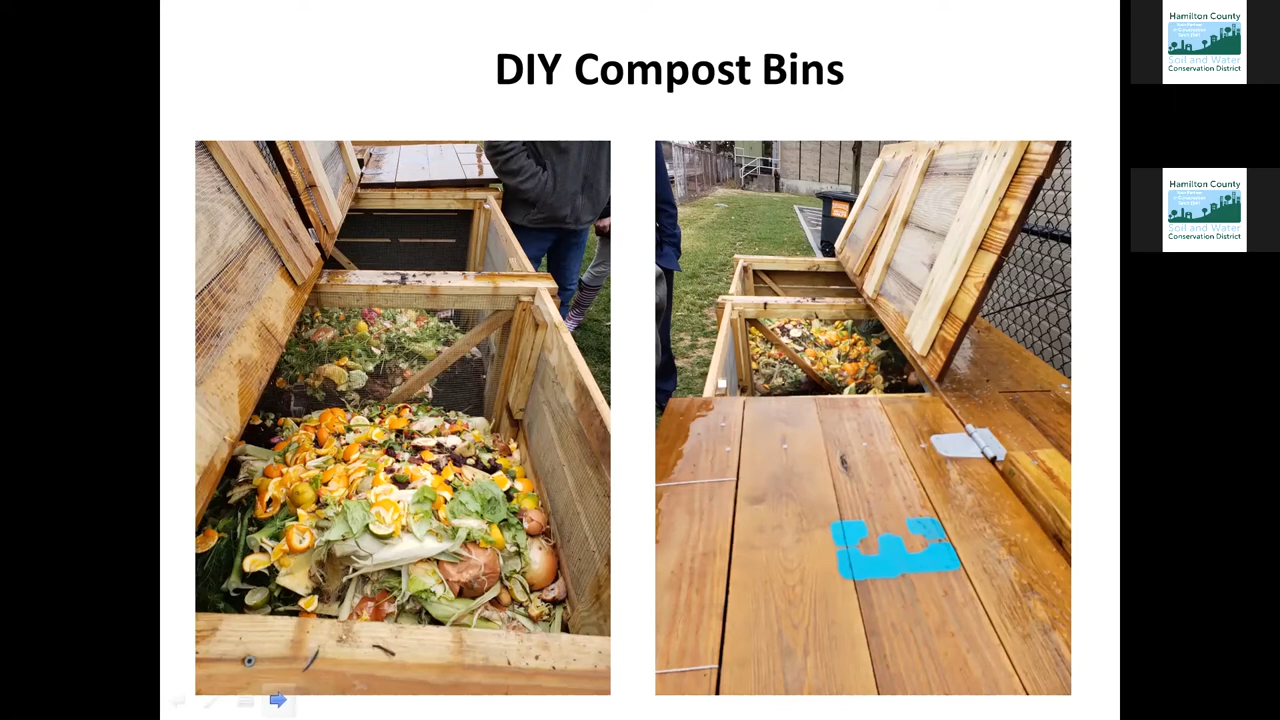 DIY Compost Bins
Hamilton County
Soil and Water
Conservation District
Hamilton County
Soil and Water
Conservation District